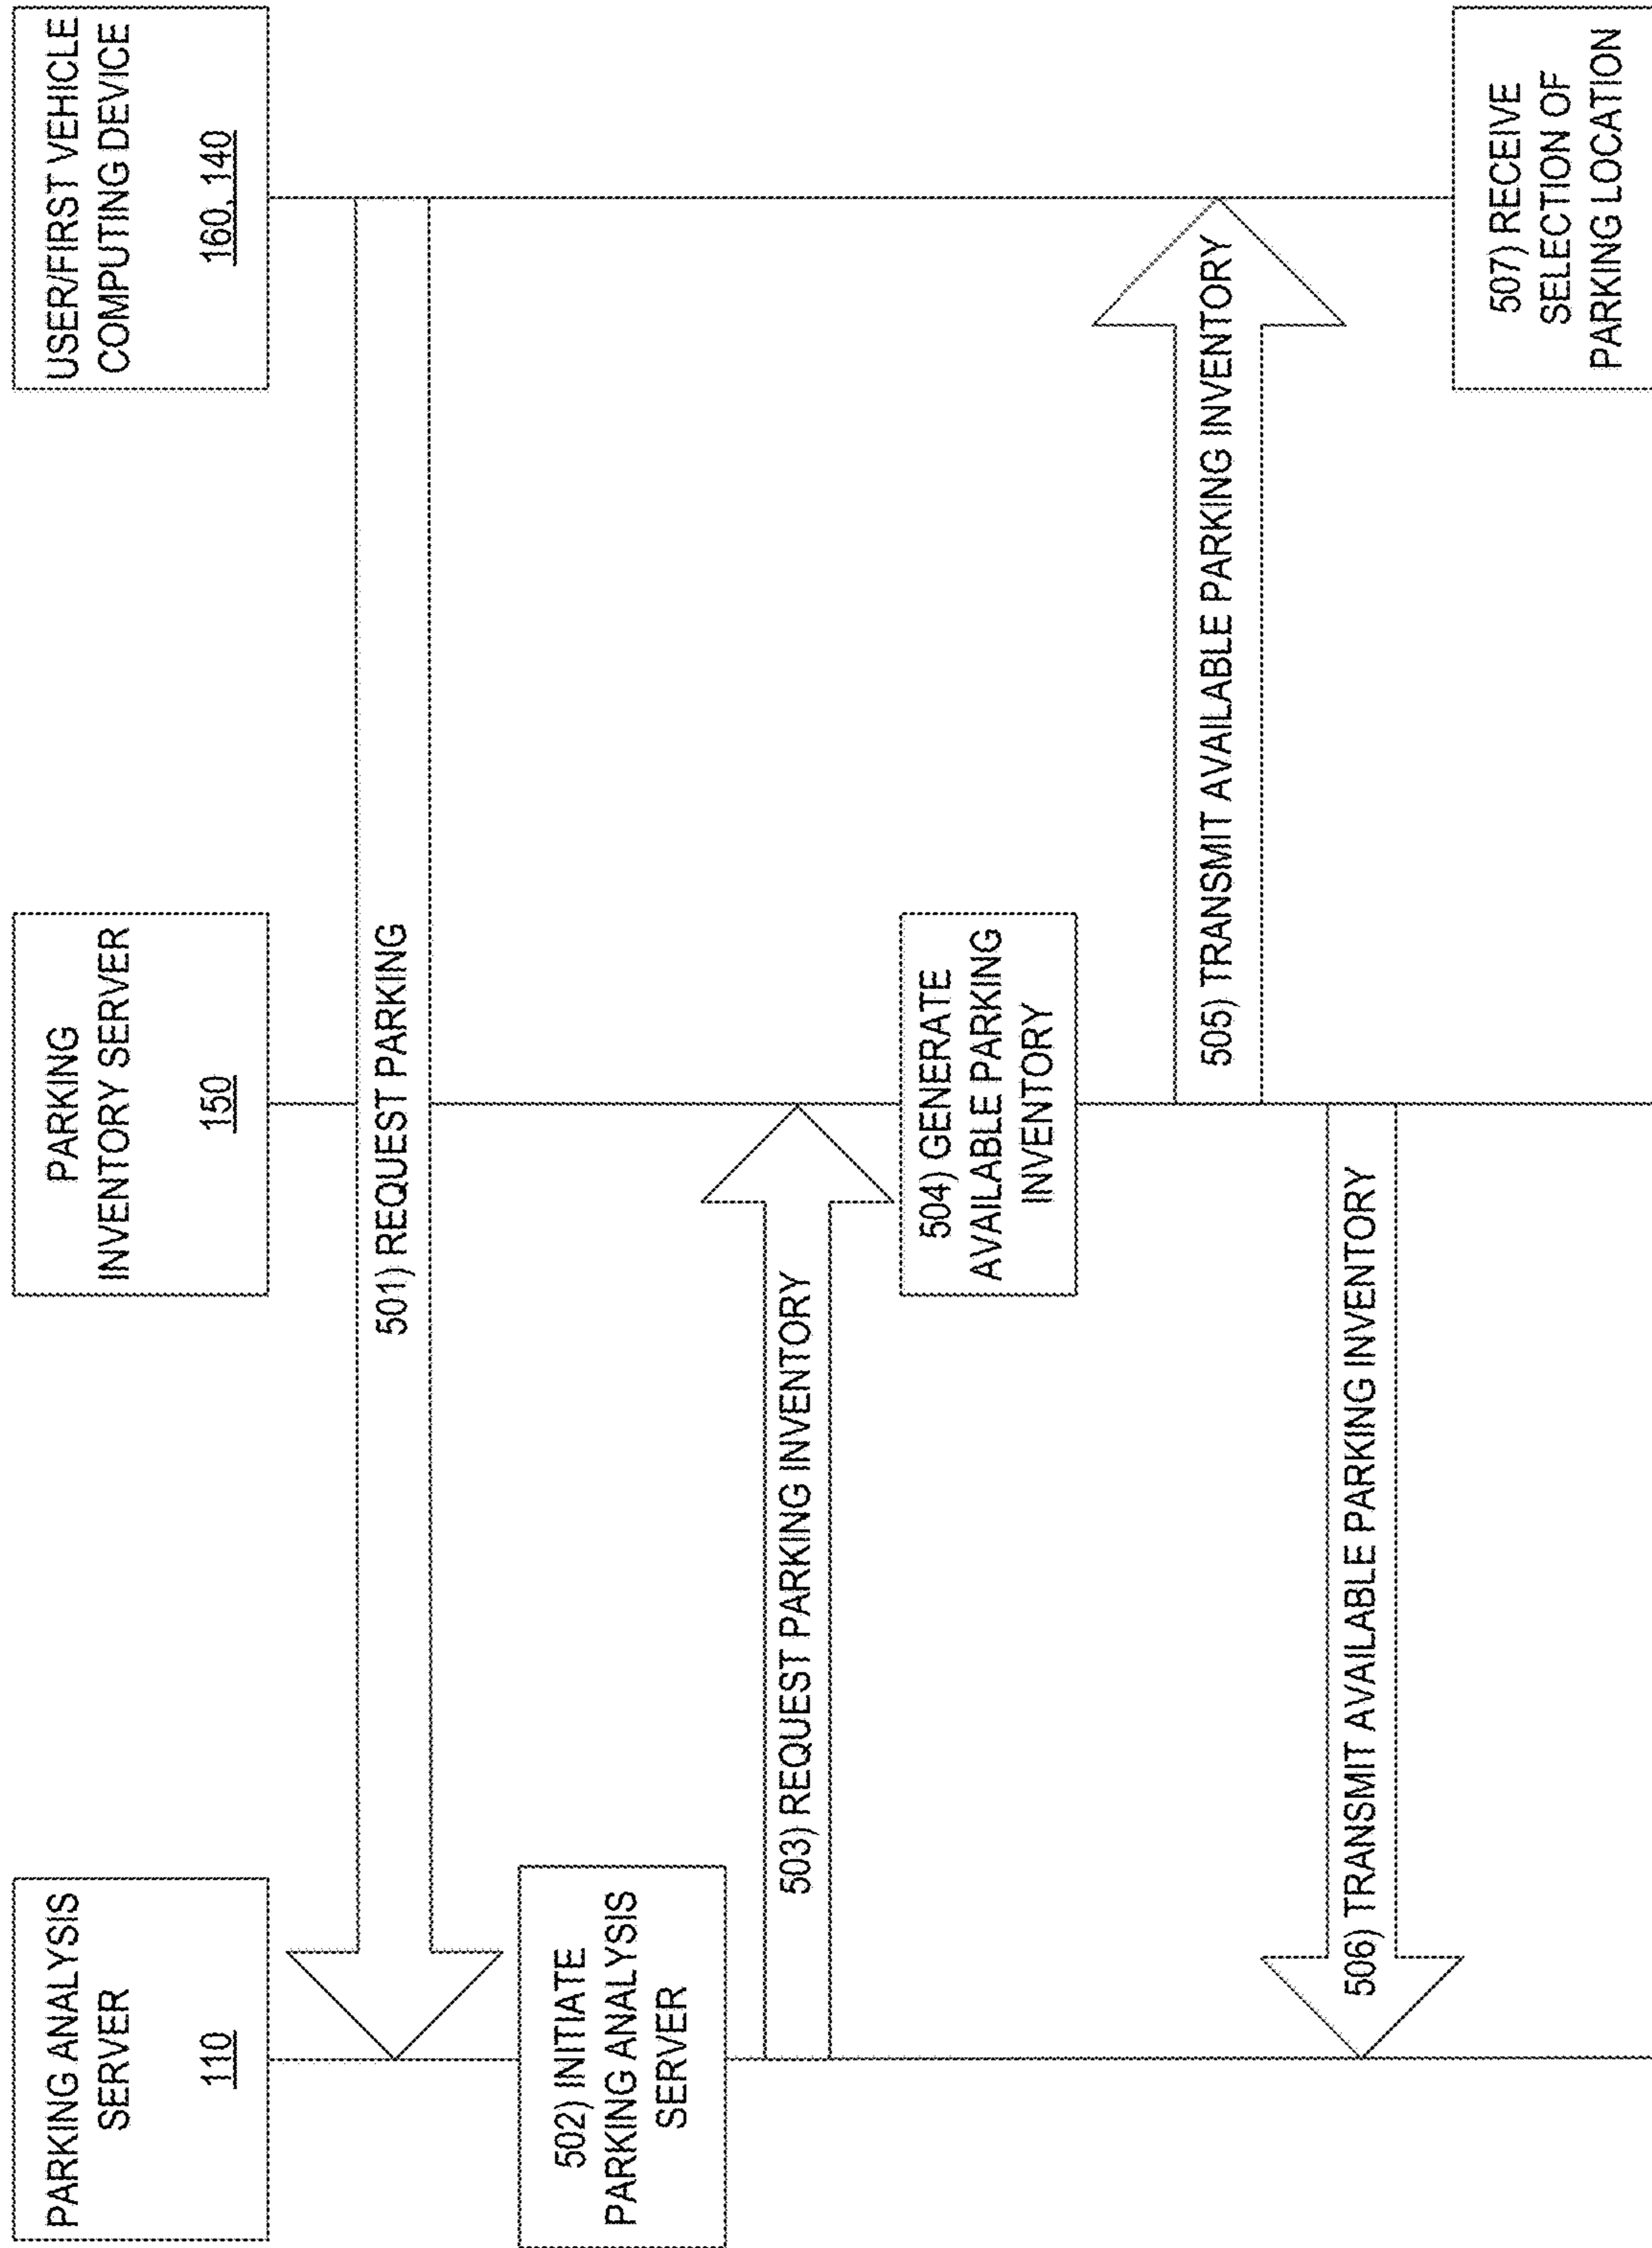 PARKING ANALYSIS
SERVER
110
PARKING
INVENTORY SERVER
150
USER/FIRST VEHICLE
COMPUTING DEVICE
160, 140
501) REQUEST PARKING
502) INITIATE
PARKING ANALYSIS
SERVER
503) REQUEST PARKING INVENTORY
504) GENERATE
AVAILABLE PARKING
INVENTORY
505) TRANSMIT AVAILABLE PARKING INVENTORY
506) TRANSMIT AVAILABLE PARKING INVENTORY
507) RECEIVE
SELECTION OF
PARKING LOCATION